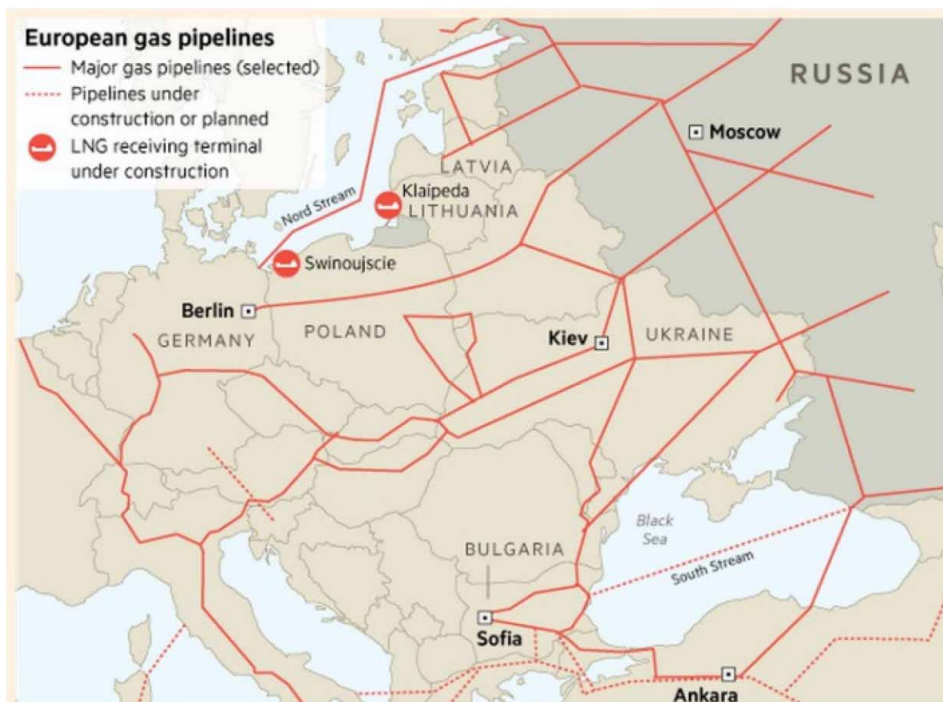 European gas pipelines
Major gas pipelines (selected)
Pipelines under
construction or planned
LNG receiving terminal
under construction
RUSSIA
Moscow
LATVIA
Klaipeda
LITHUANIA
Nord Stream
Swinoujscie
Berlin
GERMANY
POLAND
Kiev
UKRAINE
Black
Sea
BULGARIA
South Stream
Sofia
Ankara